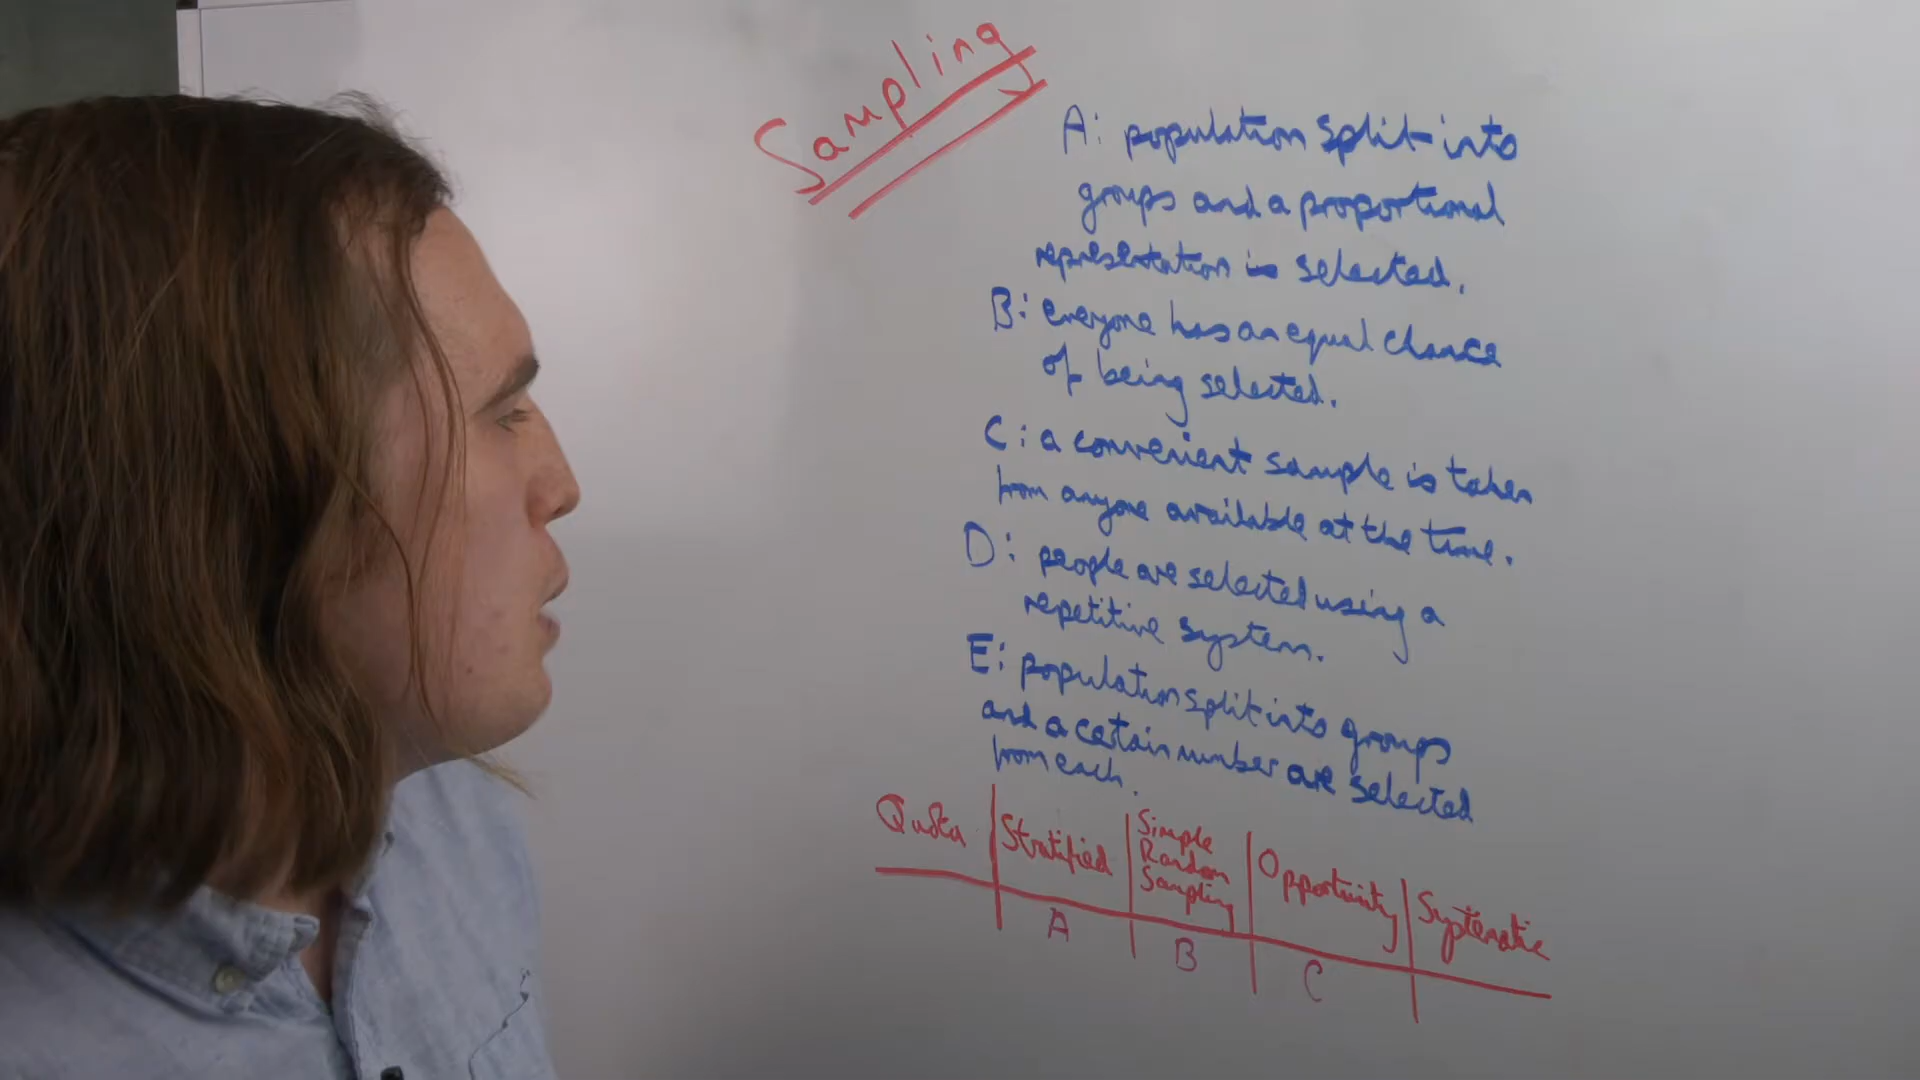 Sampling
A: population split into
groups and a proportional
representation is selected.
B: everyone has an equal chance
of being selected.
C: a convenient sample is taken
from anyone available at the time.
D: people are selected using a
repetitive system.
E: population split into groups
and a certain number are selected
from each.
Quota Stratified Simple Random Sampling Opportunity Systematic
A B C